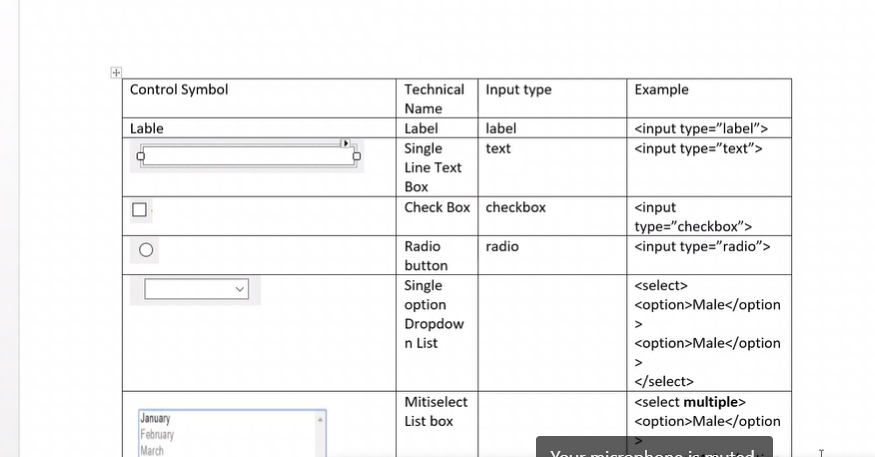 Control Symbol
Technical Name
Input type
Example
Lable
Label
label
<input type=”label”>
Single
Line Text
Box
text
<input type=”text”>
Check Box
checkbox
<input
type=”checkbox”>
Radio
button
radio
<input type=”radio”>
Single
option
Dropdow
n List
<select>
<option>Male</option
>
<option>Male</option
>
</select>
January
February
March
Mitiselect
List box
<select multiple>
<option>Male</option
>
Your microphone is muted